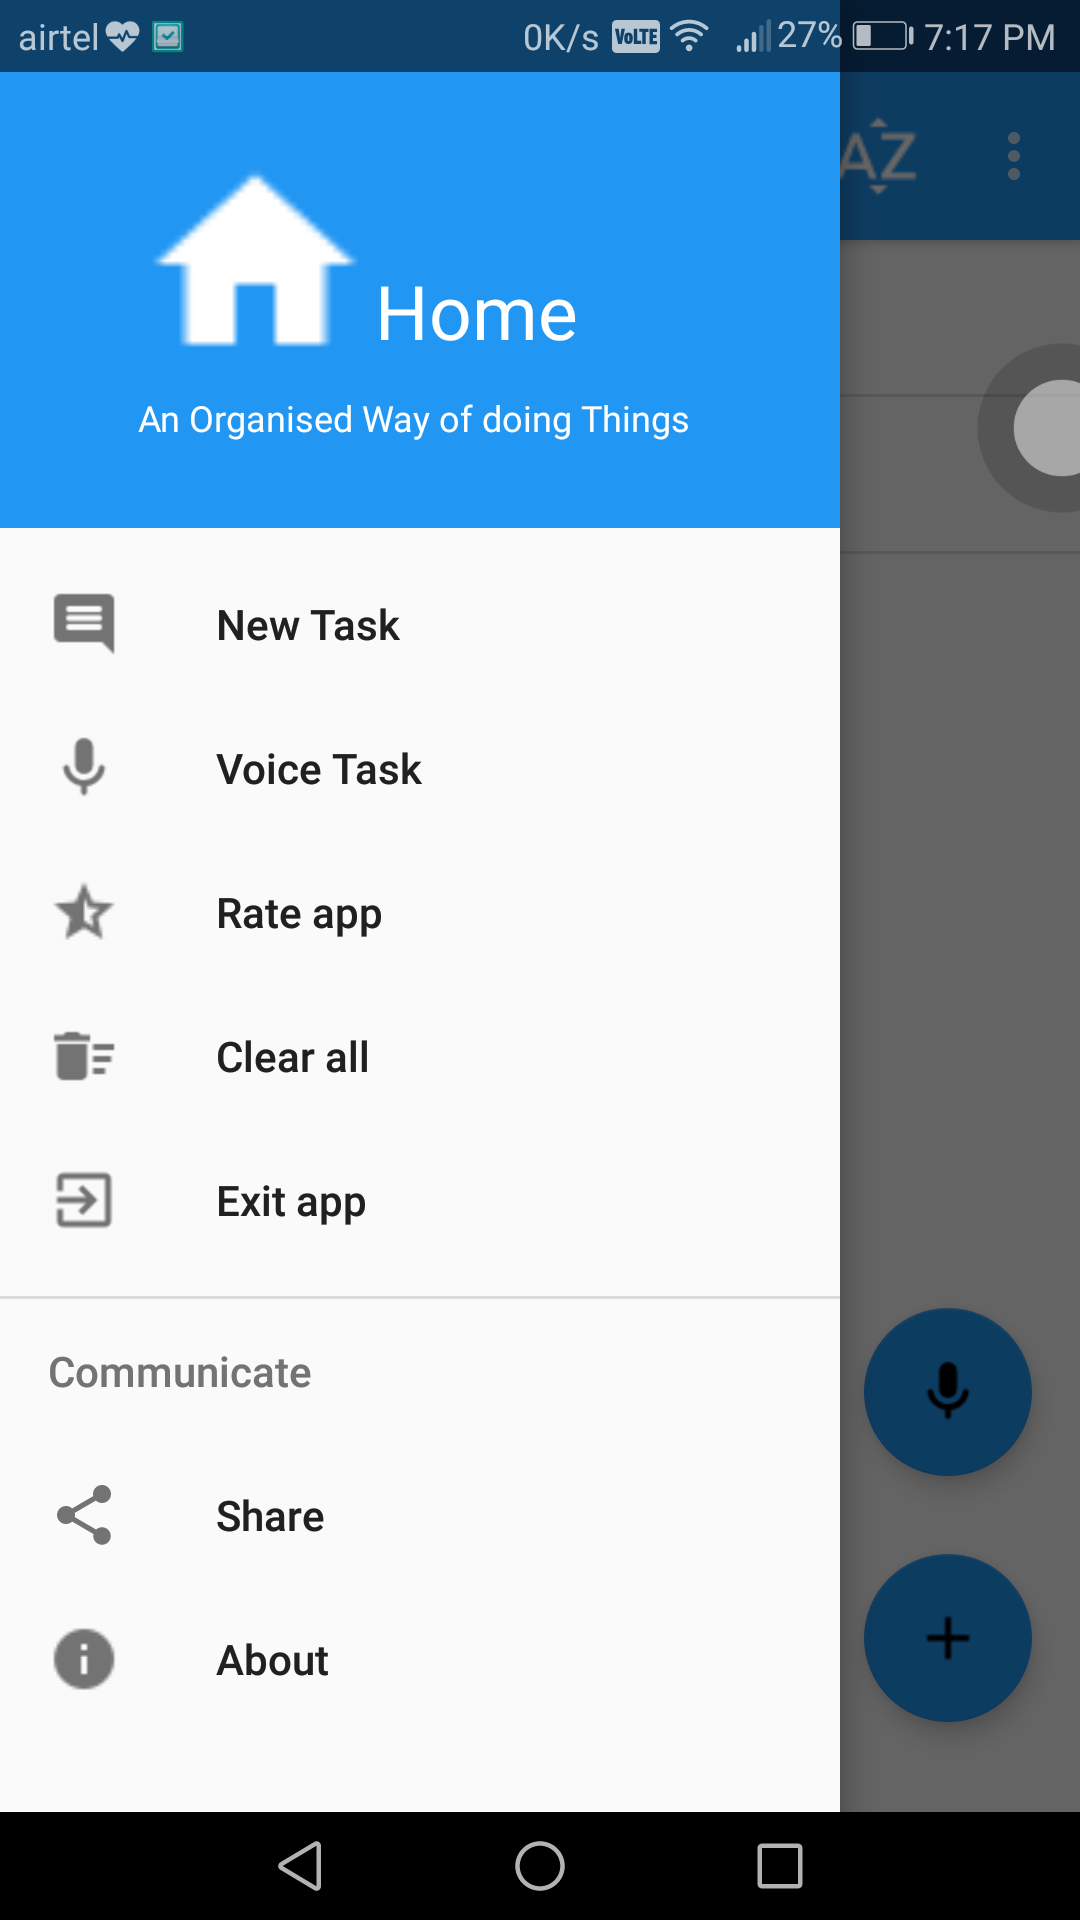 airtel 0K/s VoLTE 27% 7:17 PM
AZ
Home
An Organised Way of doing Things
New Task
Voice Task
Rate app
Clear all
Exit app
Communicate
Share
About